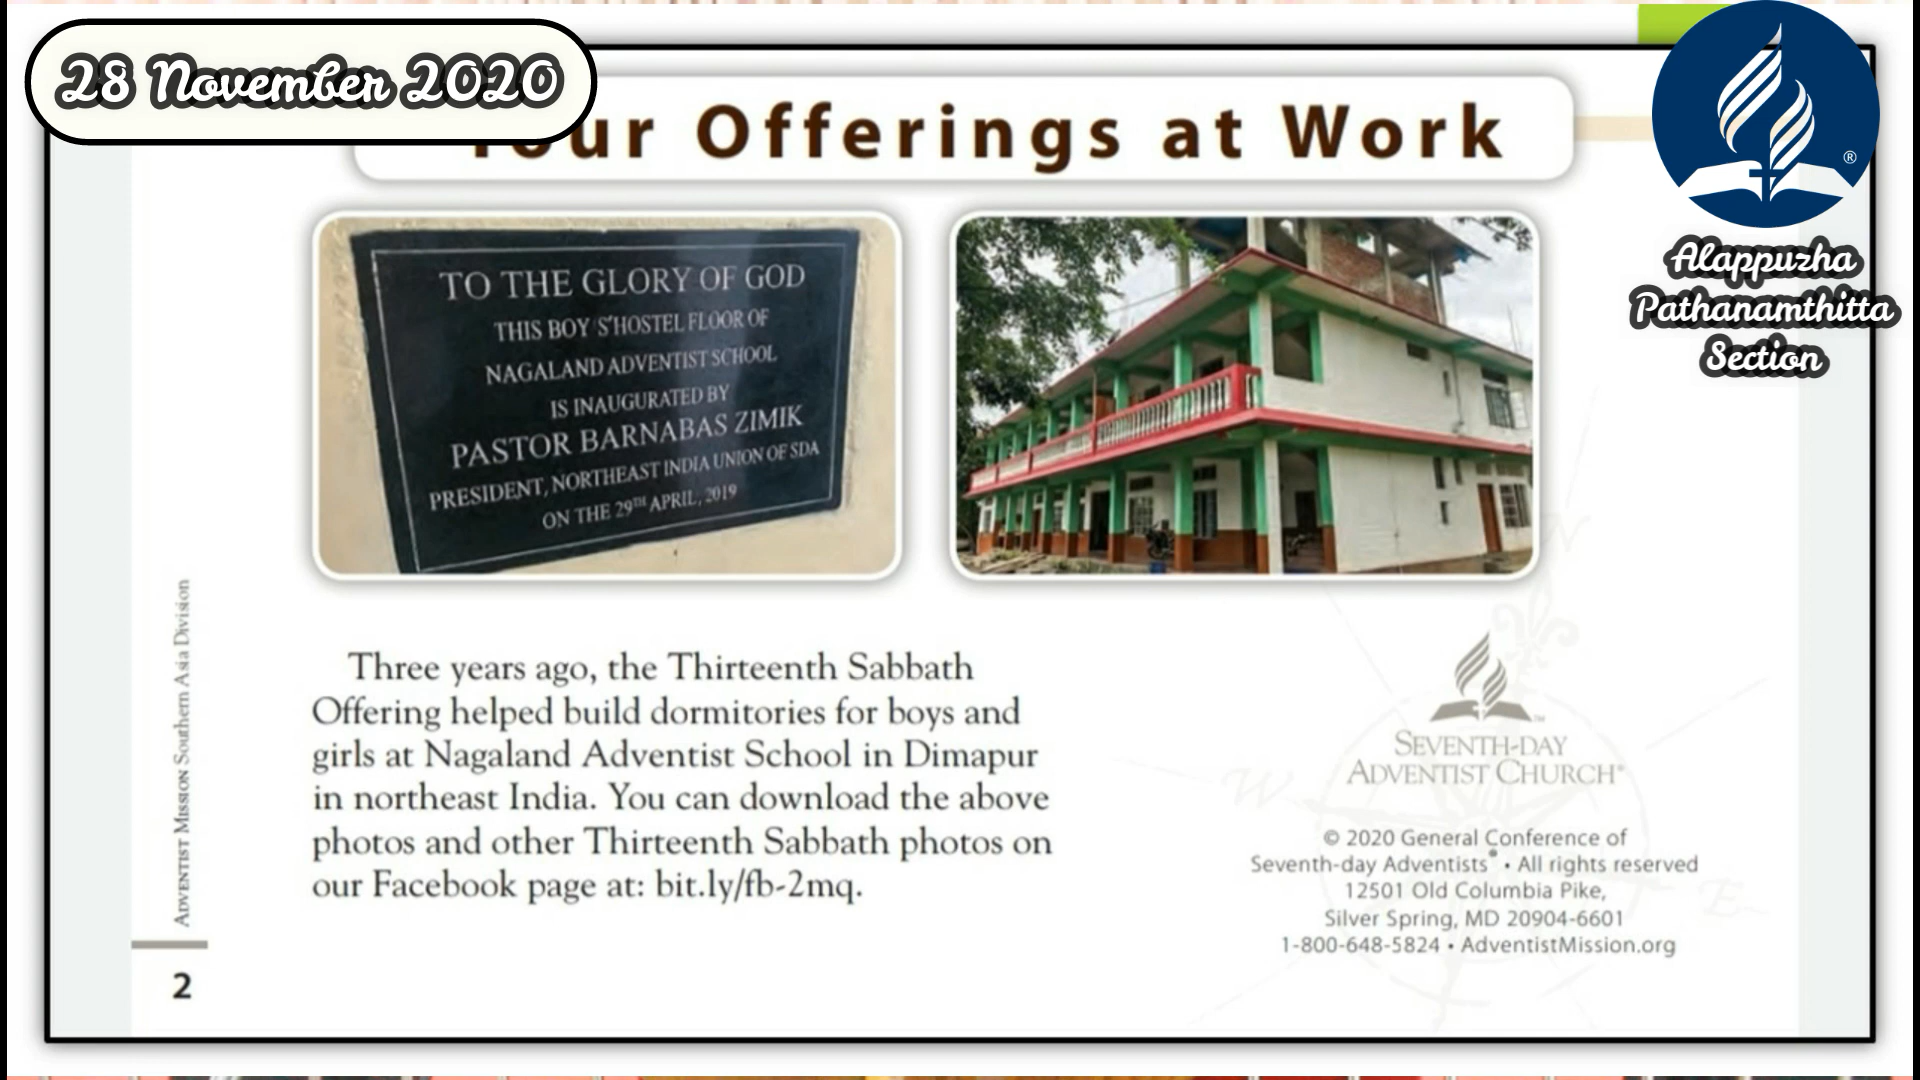 28 November 2020
Your Offerings at Work
Alappuzha
Pathanamthitta
Section
TO THE GLORY OF GOD
THIS BOY S'HOSTEL FLOOR OF
NAGALAND ADVENTIST SCHOOL
IS INAUGURATED BY
PASTOR BARNABAS ZIMIK
PRESIDENT, NORTHEAST INDIA UNION OF SDA
ON THE 29TH APRIL, 2019
Three years ago, the Thirteenth Sabbath
Offering helped build dormitories for boys and
girls at Nagaland Adventist School in Dimapur
in northeast India. You can download the above
photos and other Thirteenth Sabbath photos on
our Facebook page at: bit.ly/fb-2mq.
SEVENTH-DAY
ADVENTIST CHURCH®
© 2020 General Conference of
Seventh-day Adventists® • All rights reserved
12501 Old Columbia Pike,
Silver Spring, MD 20904-6601
1-800-648-5824 • AdventistMission.org
ADVENTIST MISSION Southern Asia Division
2
N
W
E